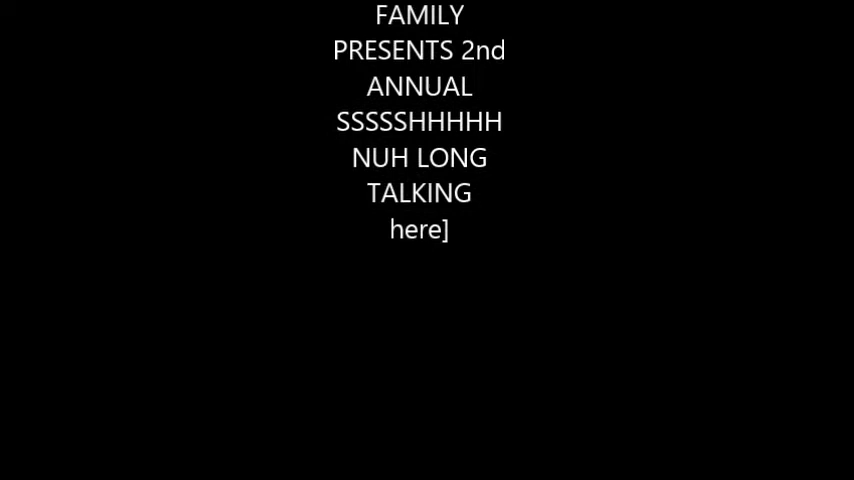 FAMILY
PRESENTS 2nd
ANNUAL
SSSSSHHHHH
NUH LONG
TALKING
here]